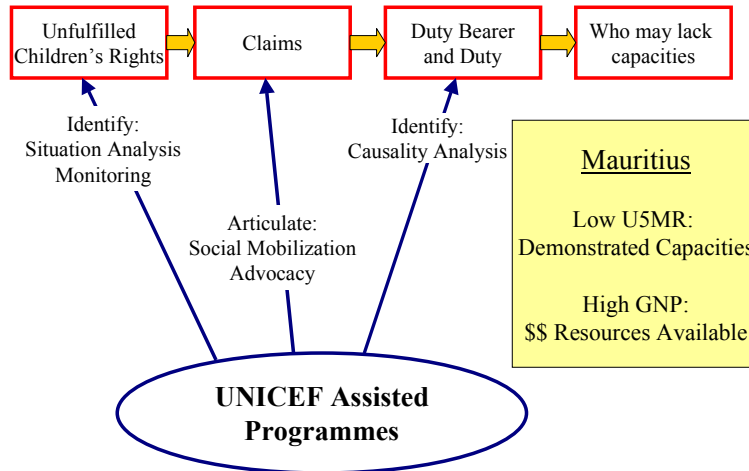 Unfulfilled
Children's Rights
Claims
Duty Bearer
and Duty
Who may lack
capacities
Identify:
Situation Analysis
Monitoring
Articulate:
Social Mobilization
Advocacy
Identify:
Causality Analysis
Mauritius
Low U5MR:
Demonstrated Capacities
High GNP:
$$ Resources Available
UNICEF Assisted
Programmes